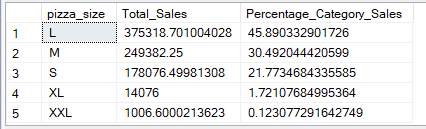 pizza_size Total_Sales Percentage_Category_Sales
1 L 375318.701004028 45.890332901726
2 M 249382.25 30.492044420599
3 S 178076.49981308 21.7734684335585
4 XL 14076 1.72107684995364
5 XXL 1006.6000213623 0.123077291642749